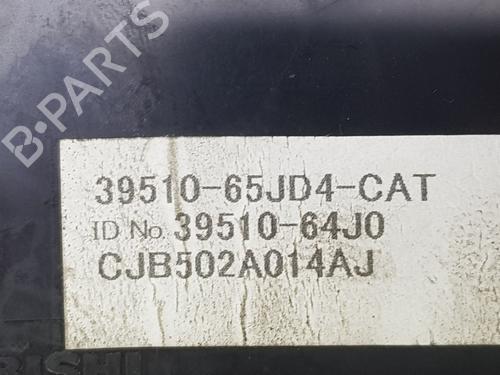 B-PARTS
39510-65JD4-CAT
ID No. 39510-64J0
CJB502A014AJ